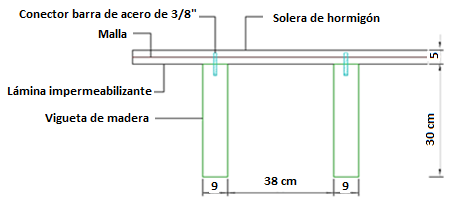 Conector barra de acero de 3/8"
Solera de hormigón
Malla
Lámina impermeabilizante
Vigueta de madera
5
30 cm
9
38 cm
9